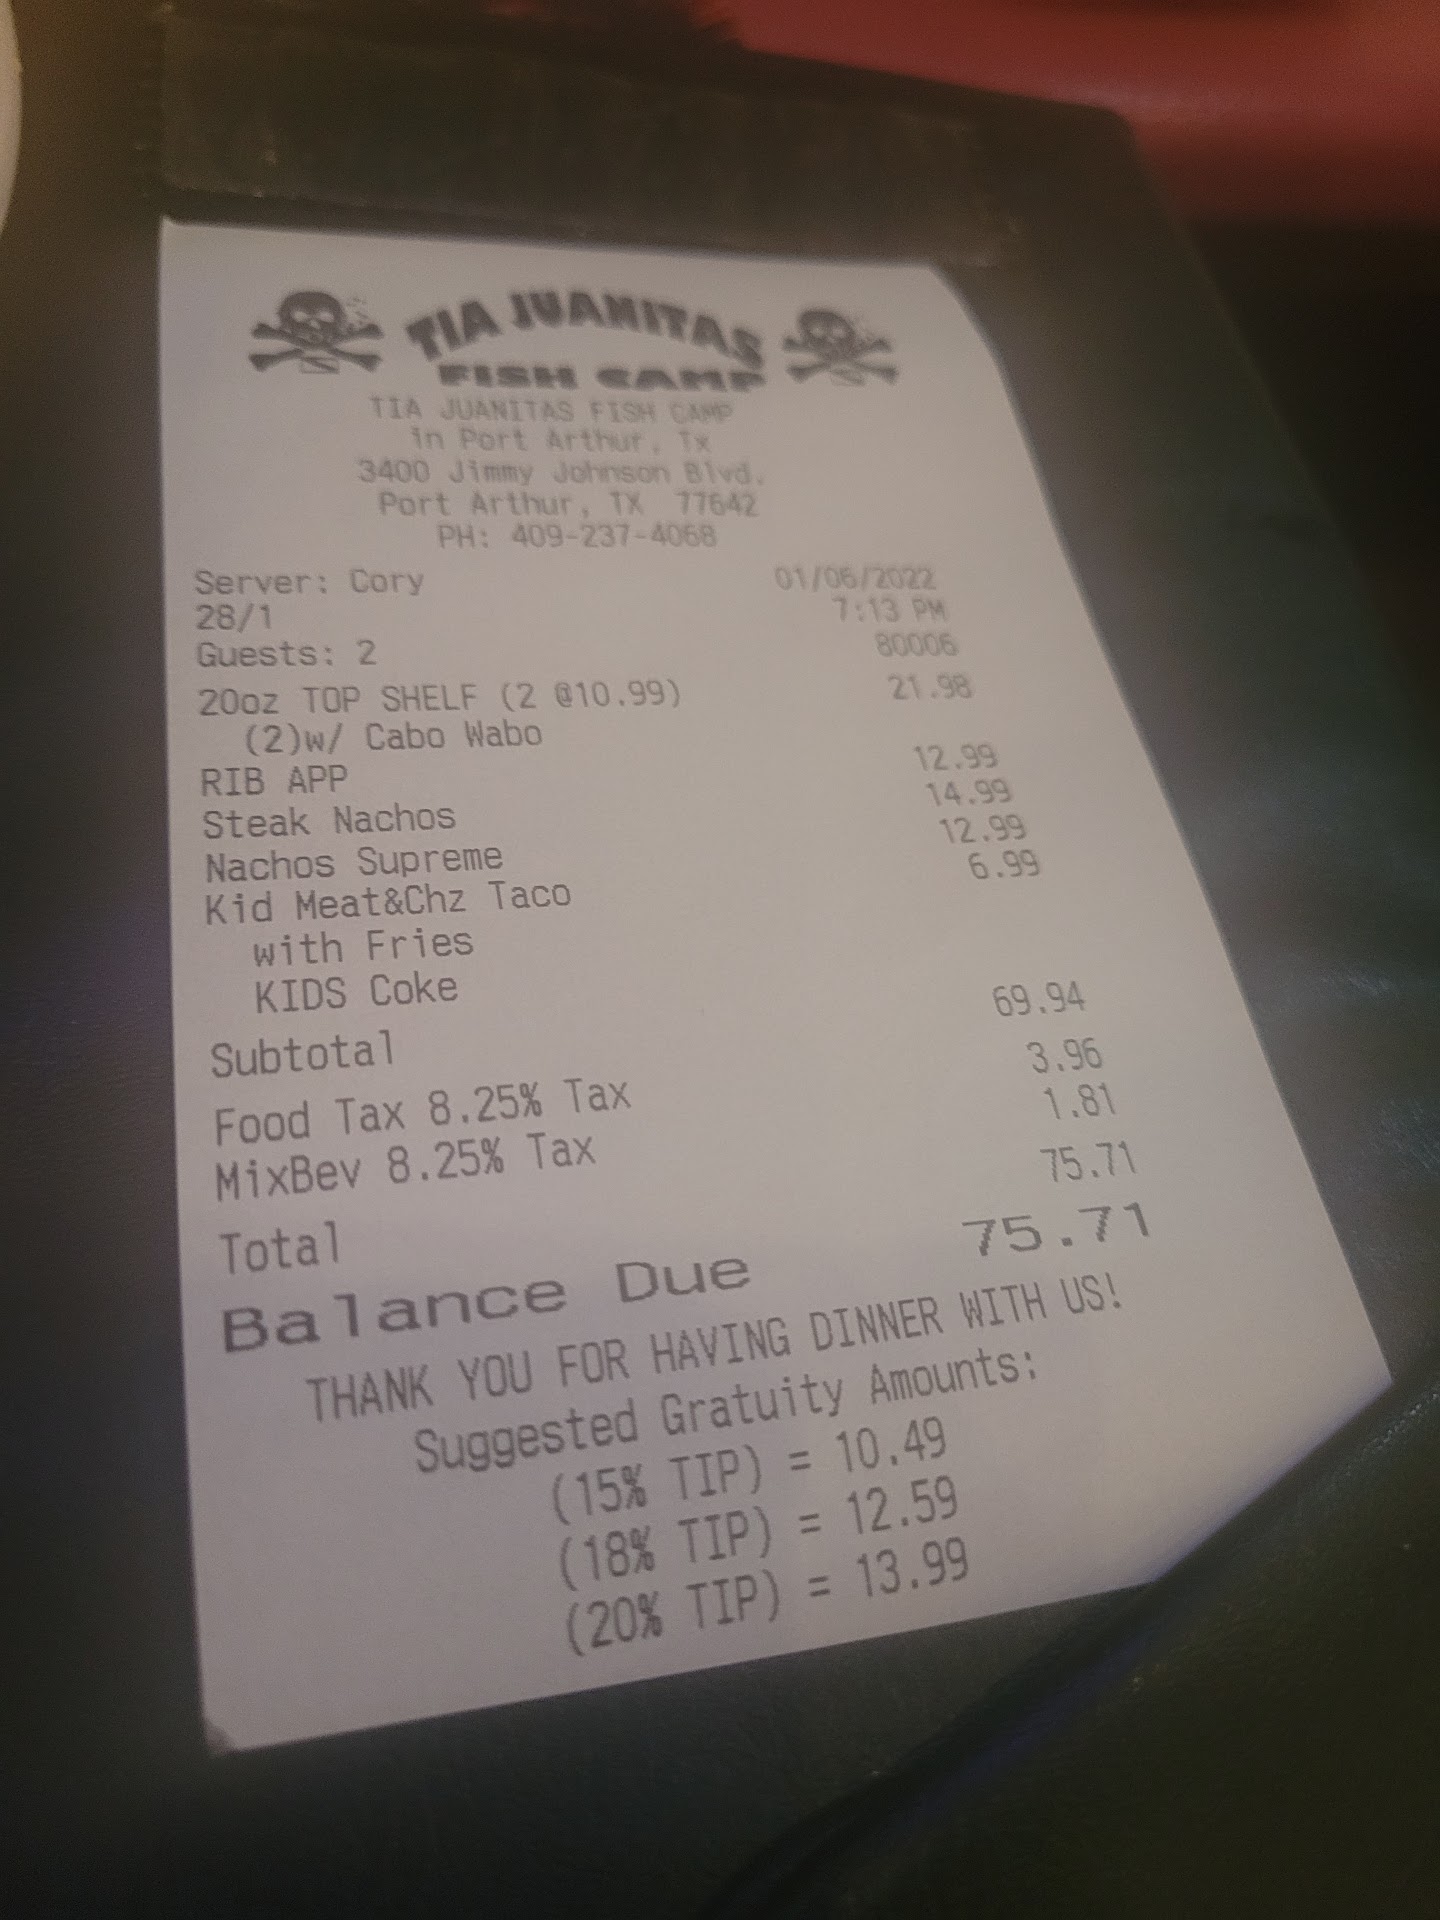 TIA JUANITAS
FISH CAMP
TIA JUANITAS FISH CAMP
in Port Arthur, Tx
3400 Jimmy Johnson Blvd.
Port Arthur, TX 77642
PH: 409-237-4068
Server: Cory 01/06/2022
28/1 7:13 PM
Guests: 2 80006
20oz TOP SHELF (2 @10.99) 21.98
(2)w/ Cabo Wabo
RIB APP 12.99
Steak Nachos 14.99
Nachos Supreme 12.99
Kid Meat&Chz Taco 6.99
with Fries
KIDS Coke
Subtotal 69.94
Food Tax 8.25% Tax 3.96
MixBev 8.25% Tax 1.81
Total 75.71
Balance Due 75.71
THANK YOU FOR HAVING DINNER WITH US!
Suggested Gratuity Amounts:
(15% TIP) = 10.49
(18% TIP) = 12.59
(20% TIP) = 13.99